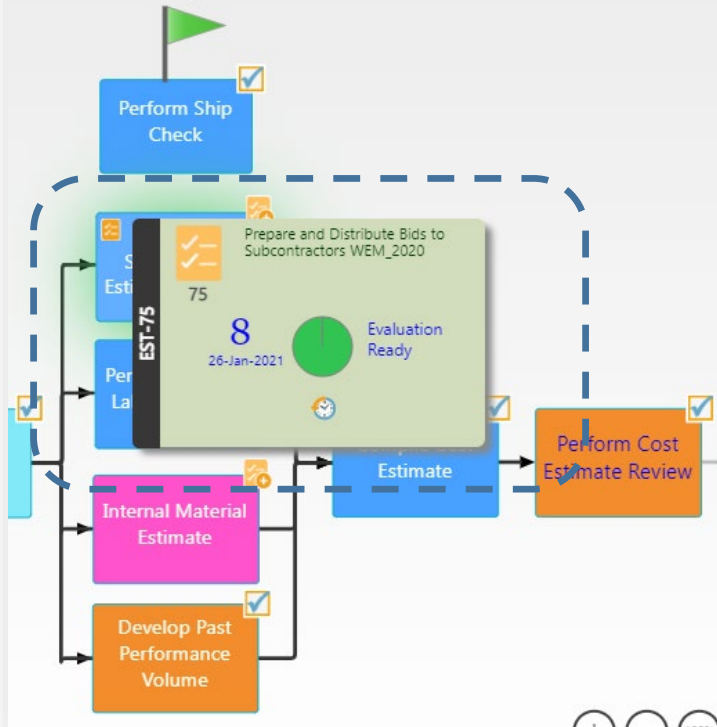 Perform Ship
Check
Prepare and Distribute Bids to
Subcontractors WEM_2020
75
EST-75
8
26-Jan-2021
Evaluation
Ready
Estimate
Perform Cost
Estimate Review
Internal Material
Estimate
Develop Past
Performance
Volume